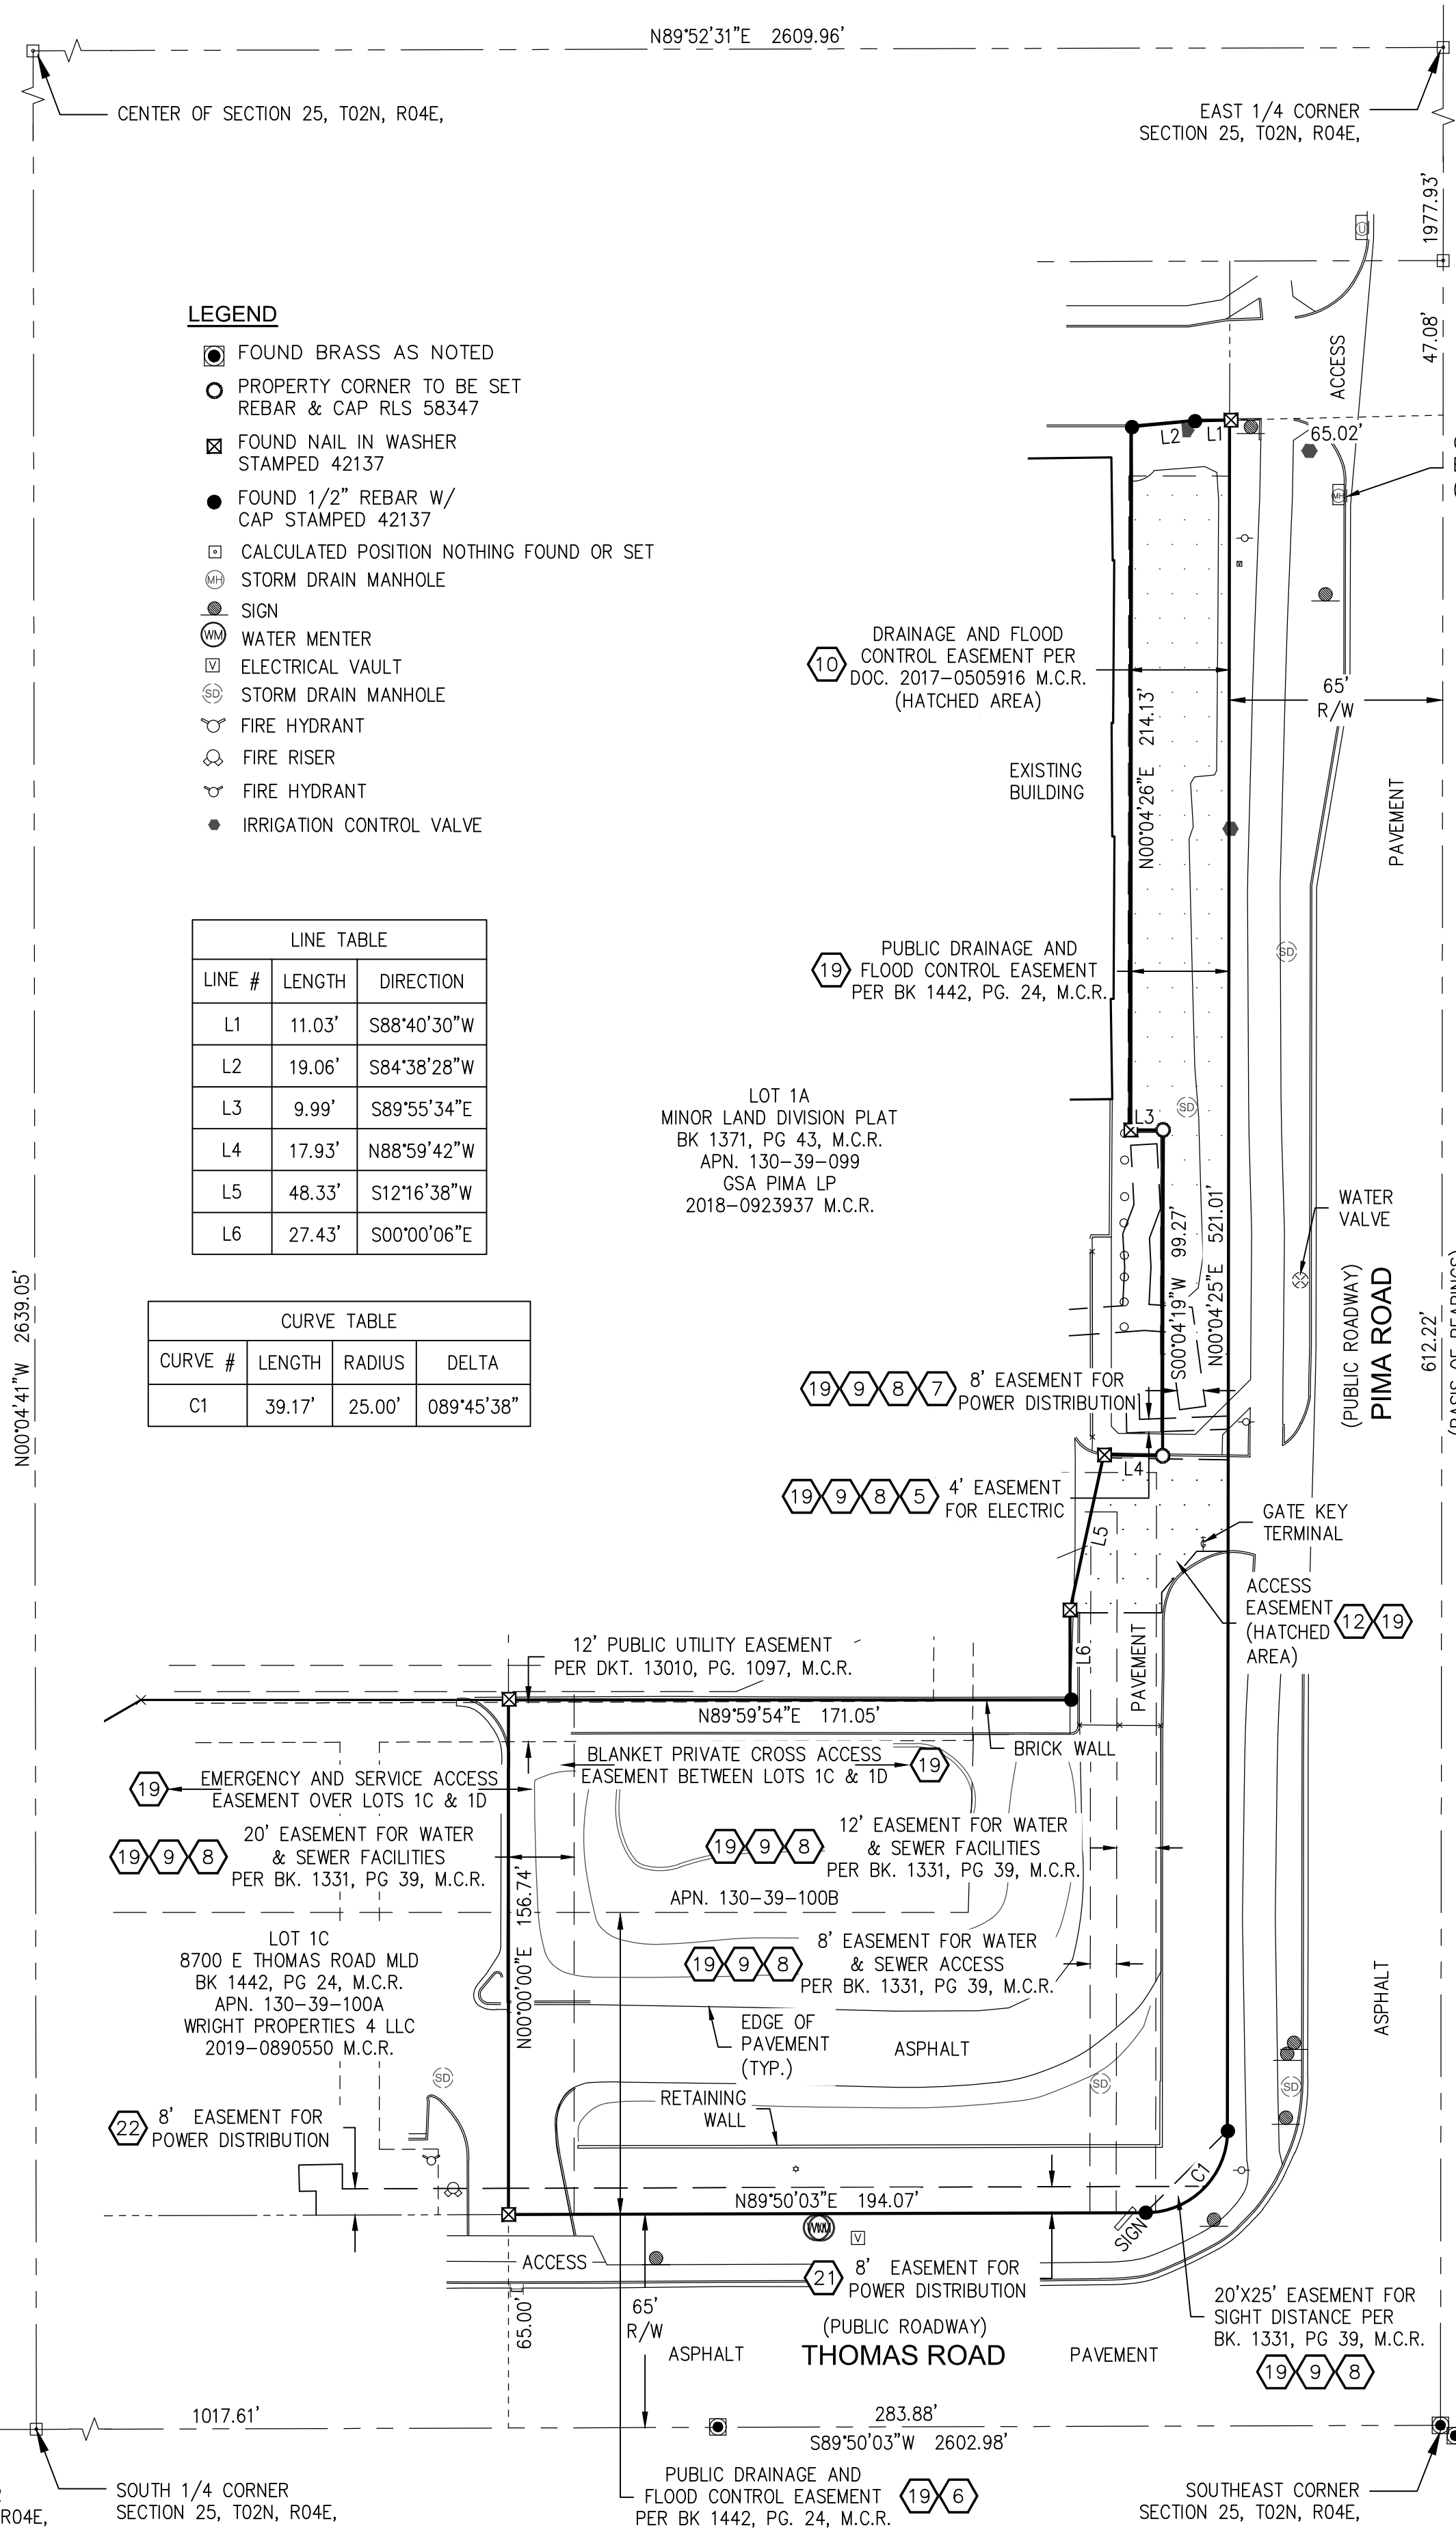 N89°52'31"E 2609.96'
CENTER OF SECTION 25, T02N, R04E,
EAST 1/4 CORNER
SECTION 25, T02N, R04E,
1977.93'
U
47.08'
ACCESS
LEGEND
FOUND BRASS AS NOTED
PROPERTY CORNER TO BE SET
REBAR & CAP RLS 58347
FOUND NAIL IN WASHER
STAMPED 42137
FOUND 1/2" REBAR W/
CAP STAMPED 42137
CALCULATED POSITION NOTHING FOUND OR SET
MH STORM DRAIN MANHOLE
SIGN
WM WATER MENTER
V ELECTRICAL VAULT
SD STORM DRAIN MANHOLE
FIRE HYDRANT
FIRE RISER
FIRE HYDRANT
IRRIGATION CONTROL VALVE
L2
L1
65.02'
MH
10
DRAINAGE AND FLOOD
CONTROL EASEMENT PER
DOC. 2017-0505916 M.C.R.
(HATCHED AREA)
N00°04'26"E 214.13'
65'
R/W
EXISTING
BUILDING
PAVEMENT
LINE TABLE
LINE # LENGTH DIRECTION
L1 11.03' S88°40'30"W
L2 19.06' S84°38'28"W
L3 9.99' S89°55'34"E
L4 17.93' N88°59'42"W
L5 48.33' S12°16'38"W
L6 27.43' S00°00'06"E
19
PUBLIC DRAINAGE AND
FLOOD CONTROL EASEMENT
PER BK 1442, PG. 24, M.C.R.
SD
SD
L3
LOT 1A
MINOR LAND DIVISION PLAT
BK 1371, PG 43, M.C.R.
APN. 130-39-099
GSA PIMA LP
2018-0923937 M.C.R.
S00°04'19"W 99.27'
N00°04'25"E 521.01'
WATER
VALVE
(PUBLIC ROADWAY)
PIMA ROAD
612.22'
(BASIS OF BEARINGS)
N00°04'41"W 2639.05'
CURVE TABLE
CURVE # LENGTH RADIUS DELTA
C1 39.17' 25.00' 089°45'38"
19 9 8 7
8' EASEMENT FOR
POWER DISTRIBUTION
L4
19 9 8 5
4' EASEMENT
FOR ELECTRIC
L5
GATE KEY
TERMINAL
ACCESS
EASEMENT
(HATCHED
AREA)
12 19
L6
PAVEMENT
12' PUBLIC UTILITY EASEMENT
PER DKT. 13010, PG. 1097, M.C.R.
N89°59'54"E 171.05'
BRICK WALL
19
EMERGENCY AND SERVICE ACCESS
EASEMENT OVER LOTS 1C & 1D
BLANKET PRIVATE CROSS ACCESS
EASEMENT BETWEEN LOTS 1C & 1D
19
19 9 8
20' EASEMENT FOR WATER
& SEWER FACILITIES
PER BK. 1331, PG 39, M.C.R.
19 9 8
12' EASEMENT FOR WATER
& SEWER FACILITIES
PER BK. 1331, PG 39, M.C.R.
N00°00'00"E 156.74'
APN. 130-39-100B
19 9 8
8' EASEMENT FOR WATER
& SEWER ACCESS
PER BK. 1331, PG 39, M.C.R.
LOT 1C
8700 E THOMAS ROAD MLD
BK 1442, PG 24, M.C.R.
APN. 130-39-100A
WRIGHT PROPERTIES 4 LLC
2019-0890550 M.C.R.
EDGE OF
PAVEMENT
(TYP.)
ASPHALT
ASPHALT
SD
SD
SD
RETAINING
WALL
22
8' EASEMENT FOR
POWER DISTRIBUTION
C1
N89°50'03"E 194.07'
SIGN
V
ACCESS
21
8' EASEMENT FOR
POWER DISTRIBUTION
65.00'
65'
R/W
(PUBLIC ROADWAY)
THOMAS ROAD
ASPHALT
PAVEMENT
20'X25' EASEMENT FOR
SIGHT DISTANCE PER
BK. 1331, PG 39, M.C.R.
19 9 8
1017.61'
283.88'
S89°50'03"W 2602.98'
R04E,
SOUTH 1/4 CORNER
SECTION 25, T02N, R04E,
PUBLIC DRAINAGE AND
FLOOD CONTROL EASEMENT
PER BK 1442, PG. 24, M.C.R.
19 6
SOUTHEAST CORNER
SECTION 25, T02N, R04E,